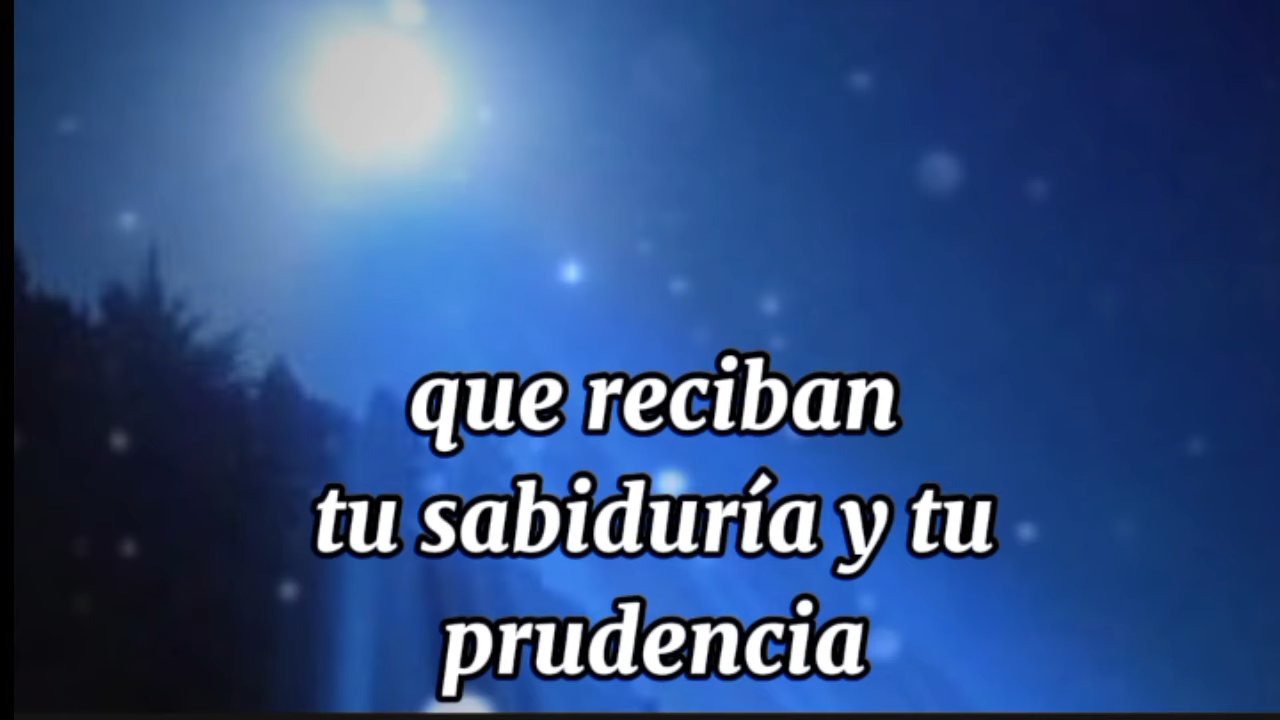 que reciban
tu sabiduría y tu
prudencia